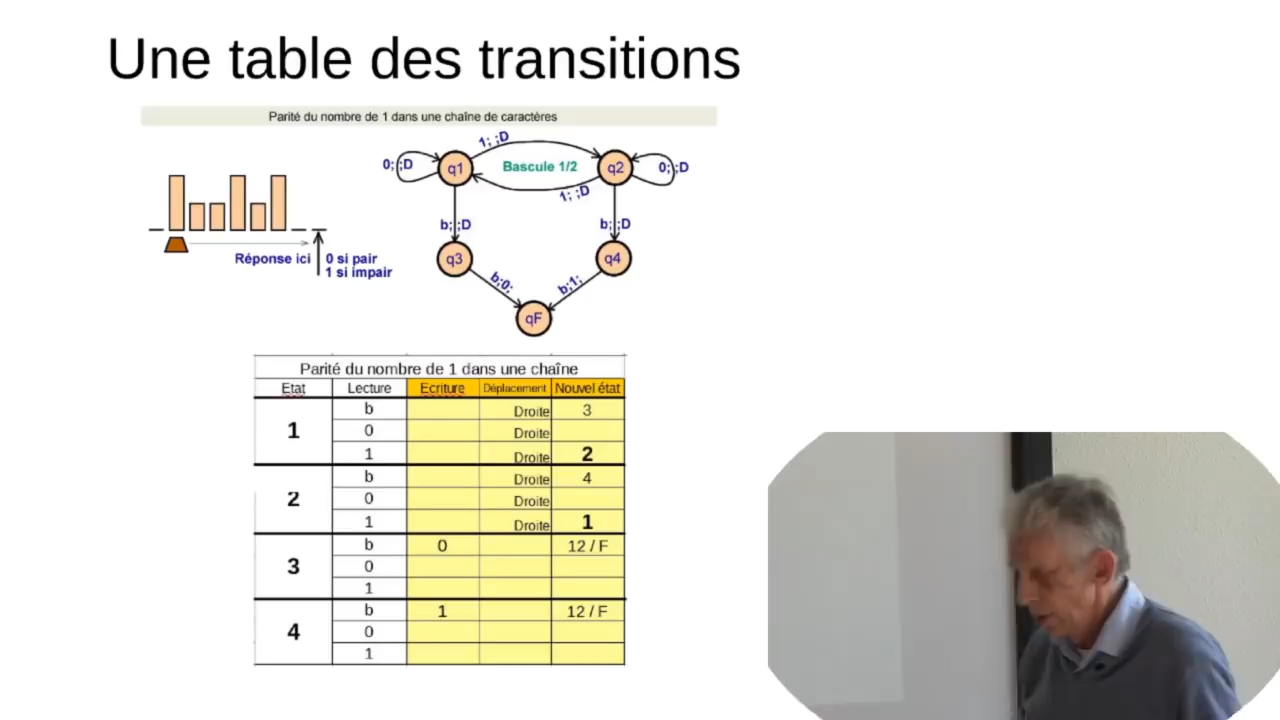 Une table des transitions
Parité du nombre de 1 dans une chaîne de caractères
1; ;D
0; ;D q1 Bascule 1/2 q2 0; ;D
1; ;D
b; ;D b; ;D
Réponse ici 0 si pair
1 si impair
q3 q4
b;0; b;1;
qF
Parité du nombre de 1 dans une chaîne
Etat Lecture Ecriture Déplacement Nouvel état
b Droite 3
1 0 Droite
1 Droite 2
b Droite 4
2 0 Droite
1 Droite 1
b 0 12 / F
3 0
1
b 1 12 / F
4 0
1